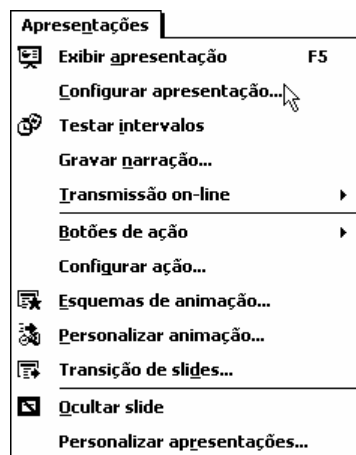 Apresentações
Exibir apresentação F5
Configurar apresentação...
Testar intervalos
Gravar narração...
Transmissão on-line
Botões de ação
Configurar ação...
Esquemas de animação...
Personalizar animação...
Transição de slides...
Ocultar slide
Personalizar apresentações...